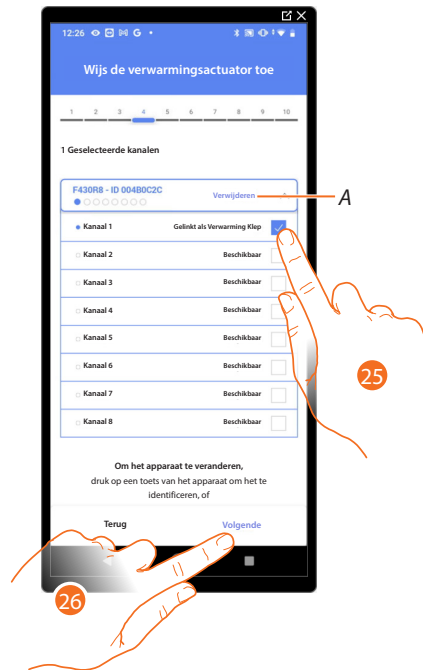 12:26 G
Wijs de verwarmingsactuator toe
1 2 3 4 5 6 7 8 9 10
1 Geselecteerde kanalen
F430R8 - ID 004B0C2C
Verwijderen
A
Kanaal 1 Gelinkt als Verwarming Klep
Kanaal 2 Beschikbaar
Kanaal 3 Beschikbaar
Kanaal 4 Beschikbaar
Kanaal 5 Beschikbaar
Kanaal 6 Beschikbaar
Kanaal 7 Beschikbaar
Kanaal 8 Beschikbaar
25
Om het apparaat te veranderen,
druk op een toets van het apparaat om het te
identificeren, of
Terug Volgende
26